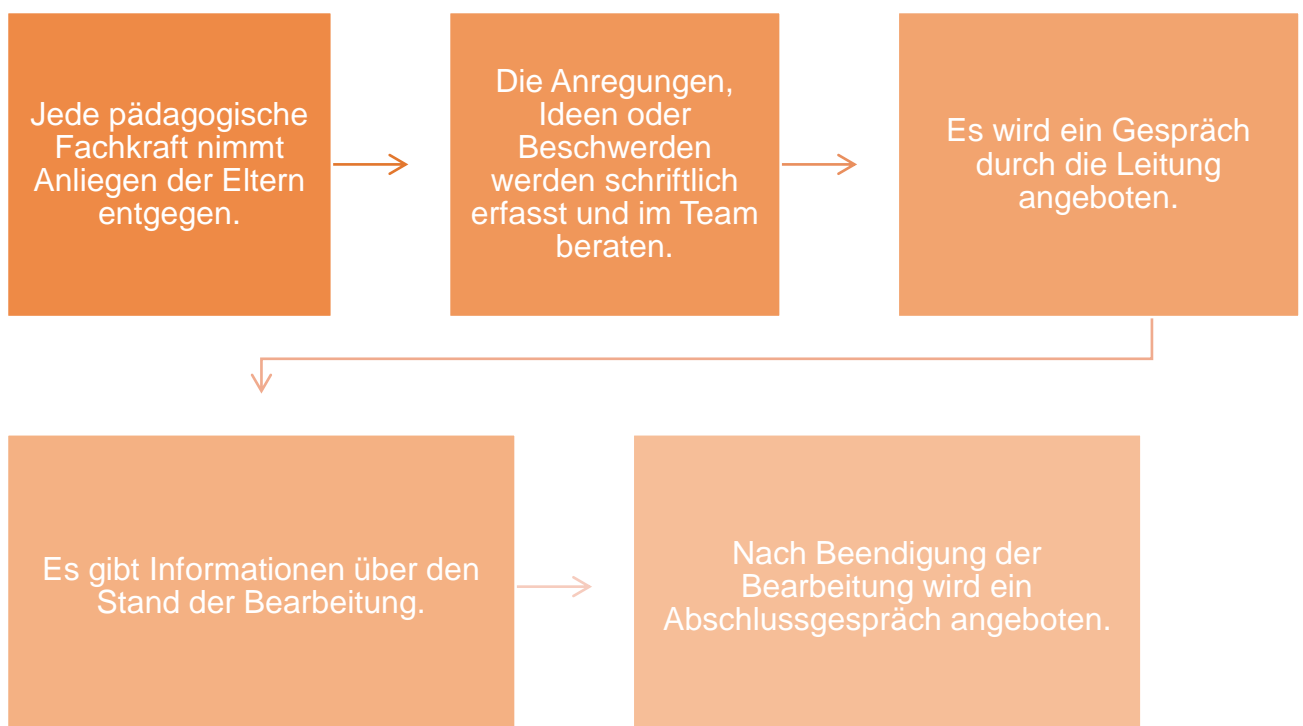 Jede pädagogische
Fachkraft nimmt
Anliegen der Eltern
entgegen.
Die Anregungen,
Ideen oder
Beschwerden
werden schriftlich
erfasst und im Team
beraten.
Es wird ein Gespräch
durch die Leitung
angeboten.
Es gibt Informationen über den
Stand der Bearbeitung.
Nach Beendigung der
Bearbeitung wird ein
Abschlussgespräch angeboten.